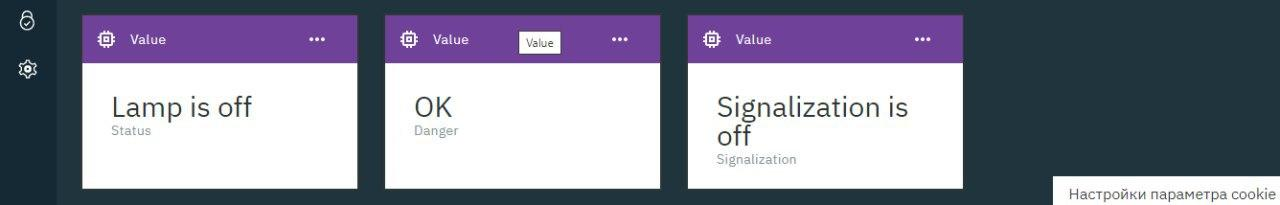 Value
Lamp is off
Status
Value
Value
OK
Danger
Value
Signalization is
off
Signalization
Настройки параметра cookie